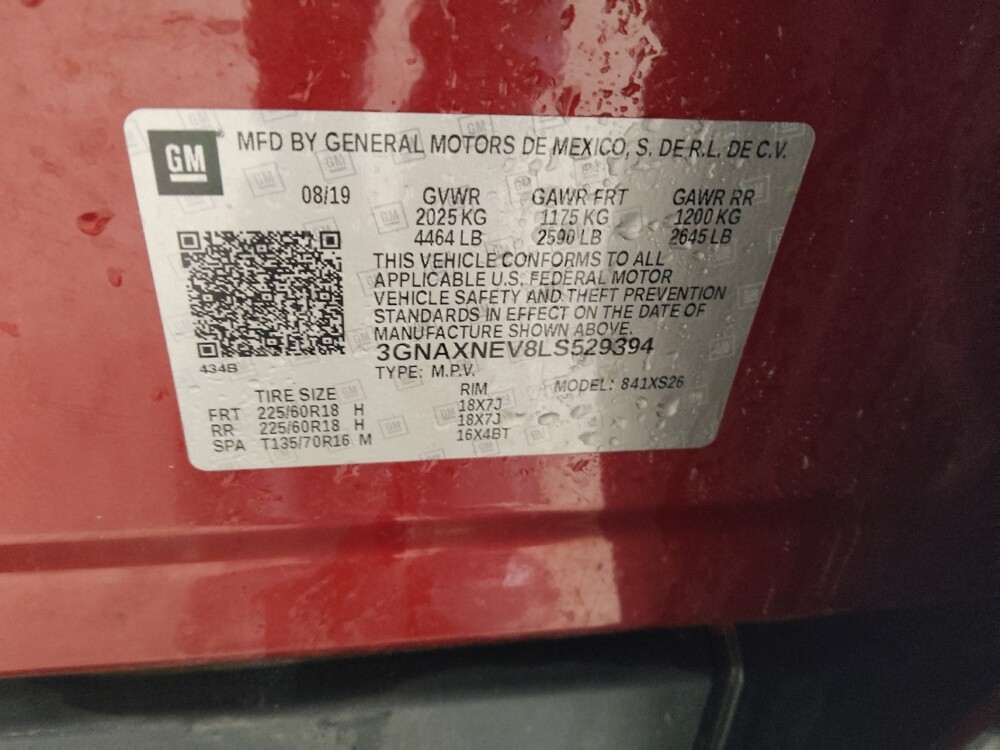 GM MFD BY GENERAL MOTORS DE MEXICO, S. DE R.L. DE C.V.
08/19 GVWR GAWR FRT GAWR RR
2025 KG 1175 KG 1200 KG
4464 LB 2590 LB 2645 LB
THIS VEHICLE CONFORMS TO ALL
APPLICABLE U.S. FEDERAL MOTOR
VEHICLE SAFETY AND THEFT PREVENTION
STANDARDS IN EFFECT ON THE DATE OF
MANUFACTURE SHOWN ABOVE.
3GNAXNEV8LS529394
434B
TYPE: M.P.V. MODEL: 841XS26
TIRE SIZE RIM
FRT 225/60R18 H 18X7J
RR 225/60R18 H 18X7J
SPA T135/70R16 M 16X4BT